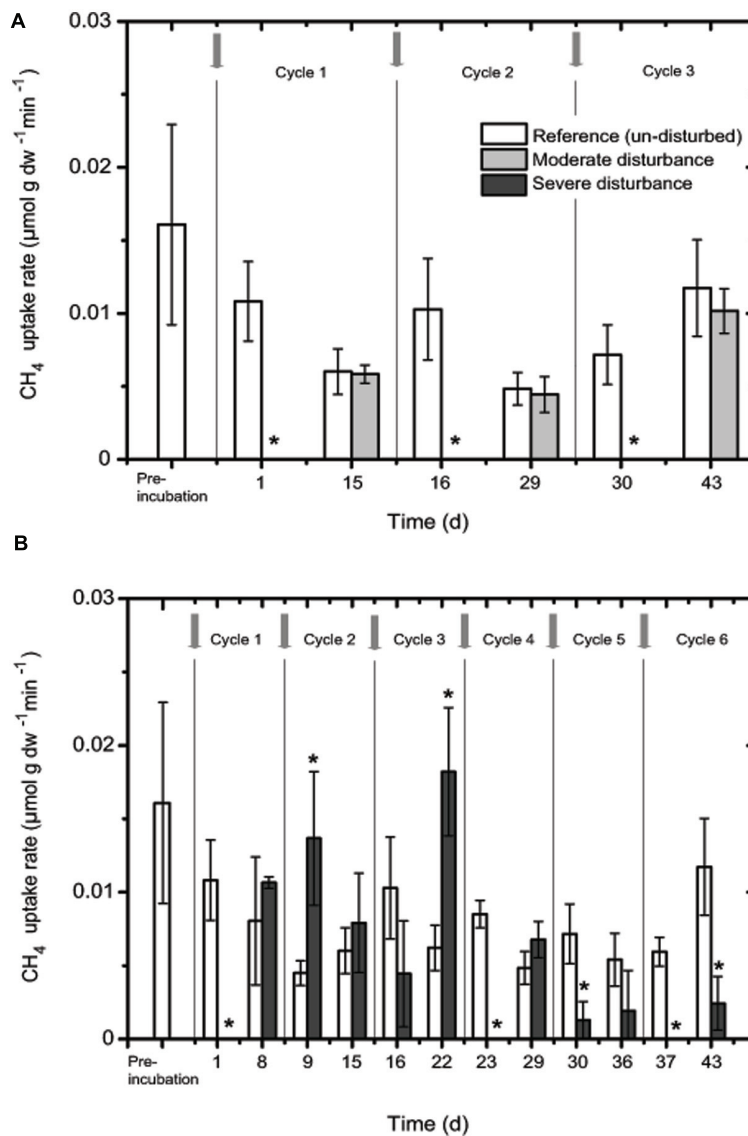 A
0.03
Cycle 1
Cycle 2
Cycle 3
Reference (un-disturbed)
Moderate disturbance
Severe disturbance
0.02
0.01
0
CH₄ uptake rate (µmol g dw ⁻¹ min⁻¹)
* * *
Pre-
incubation
1 15 16 29 30 43
Time (d)
B
0.03
Cycle 1 Cycle 2 Cycle 3 Cycle 4 Cycle 5 Cycle 6
0.02
0.01
0
CH₄ uptake rate (µmol g dw ⁻¹ min⁻¹)
* * * * * * *
Pre-
incubation
1 8 9 15 16 22 23 29 30 36 37 43
Time (d)